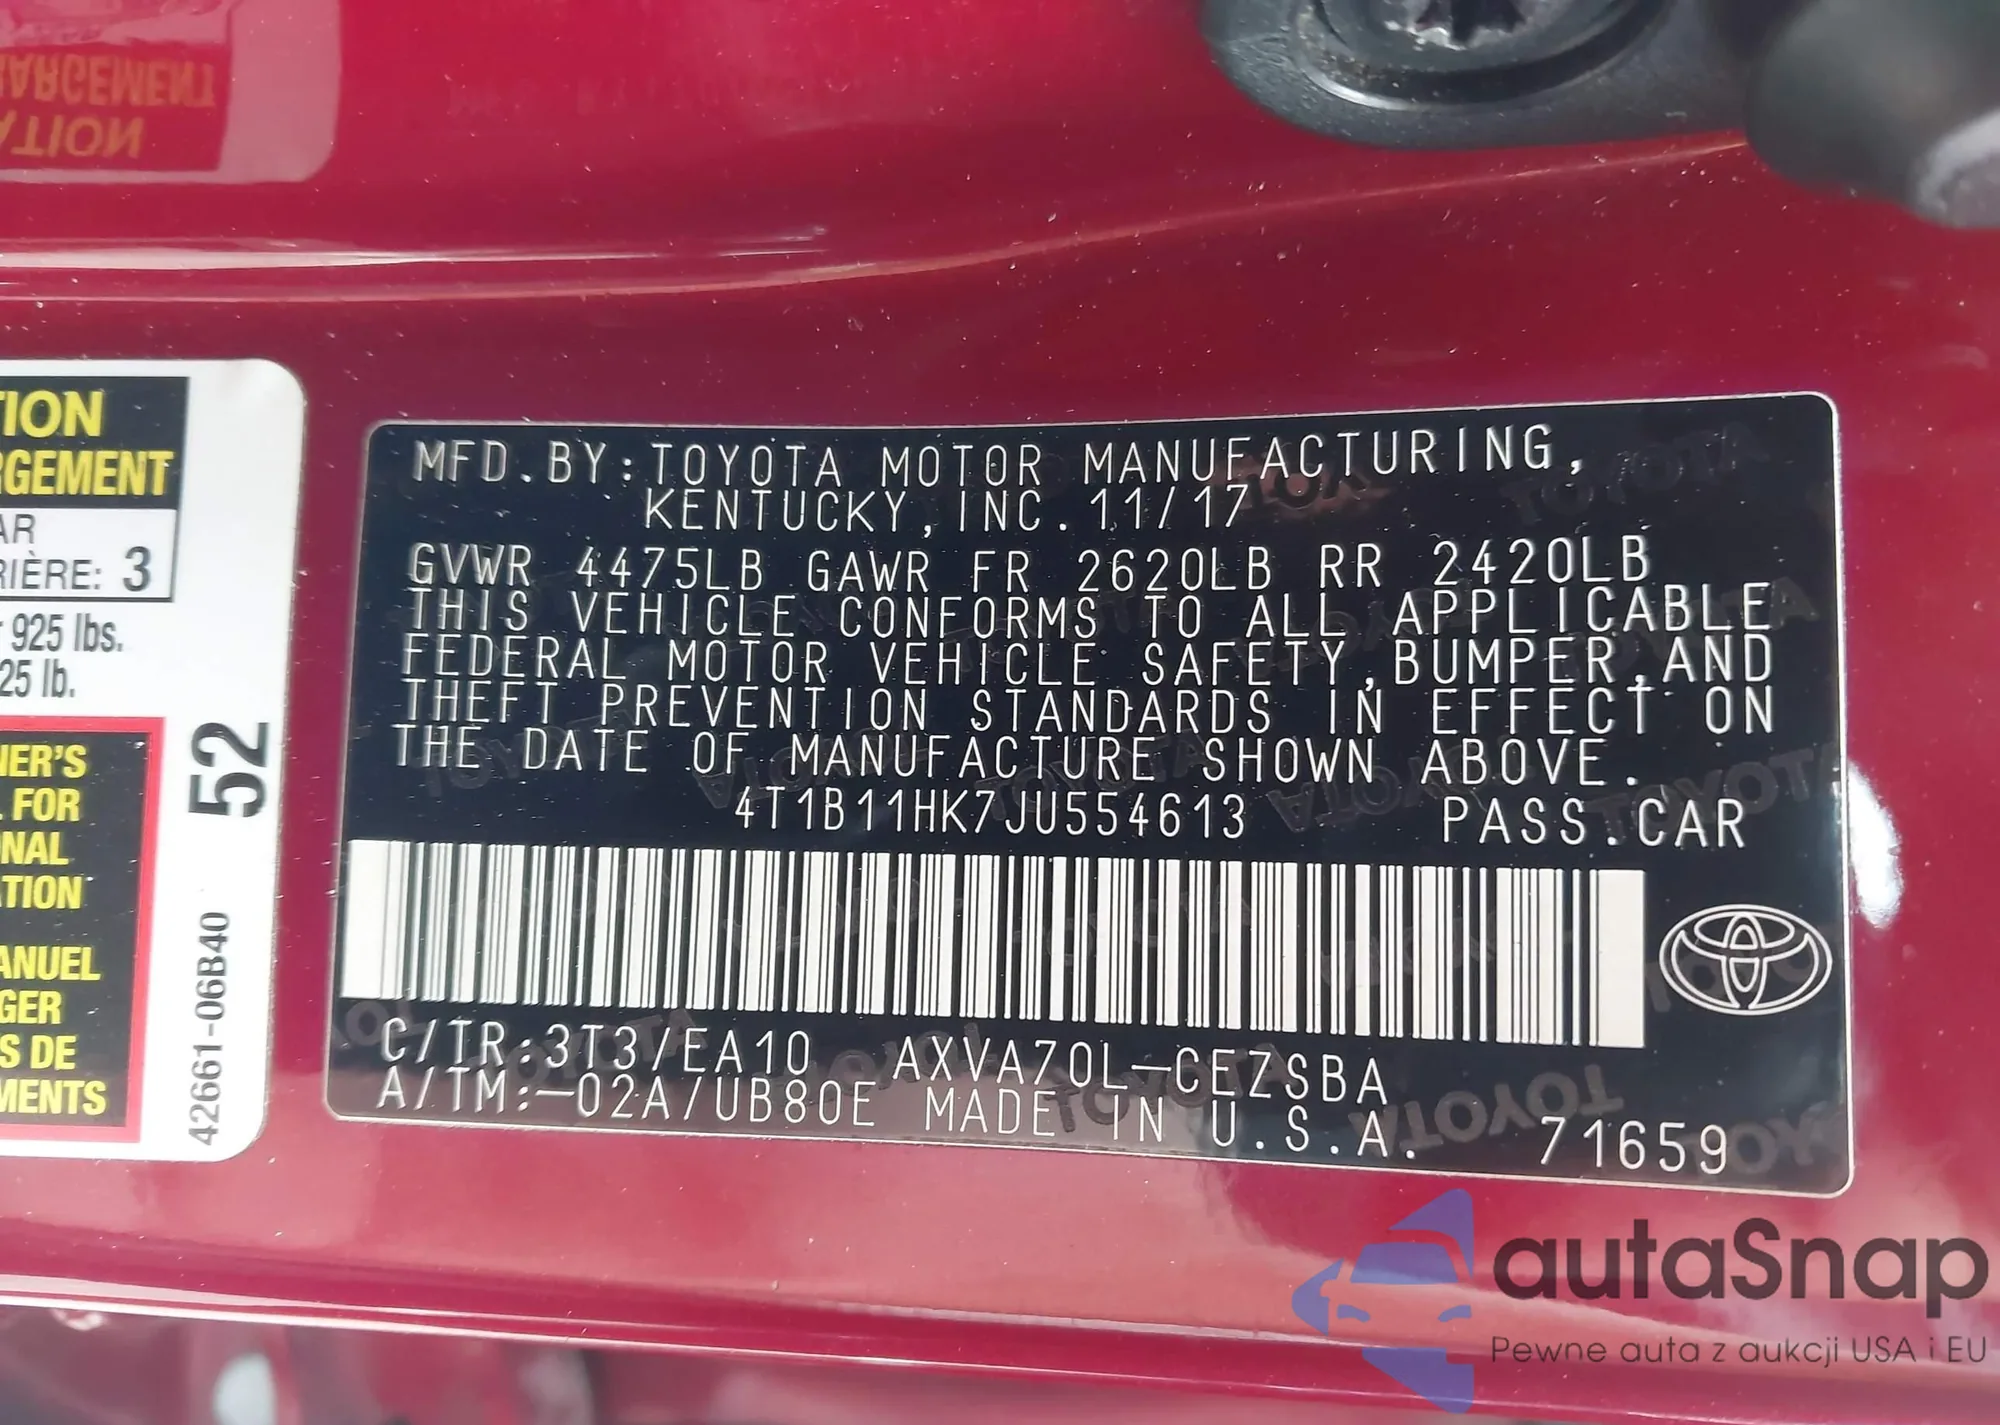 ARGEMENT
ATION
TION
RGEMENT
AR
RIÈRE: 3
925 lbs.
25 lb.
NER'S
L FOR
NAL
TION
ANUEL
GER
S DE
MENTS
52
42661-06B40
MFD.BY:TOYOTA MOTOR MANUFACTURING,
KENTUCKY,INC.11/17
GVWR 4475LB GAWR FR 2620LB RR 2420LB
THIS VEHICLE CONFORMS TO ALL APPLICABLE
FEDERAL MOTOR VEHICLE SAFETY,BUMPER,AND
THEFT PREVENTION STANDARDS IN EFFECT ON
THE DATE OF MANUFACTURE SHOWN ABOVE.
4T1B11HK7JU554613 PASS.CAR
C/TR:3T3/EA10 AXVA70L-CEZSBA
A/TM:-02A/UB80E MADE IN U.S.A. 71659
autaSnap
Pewne auta z aukcji USA i EU